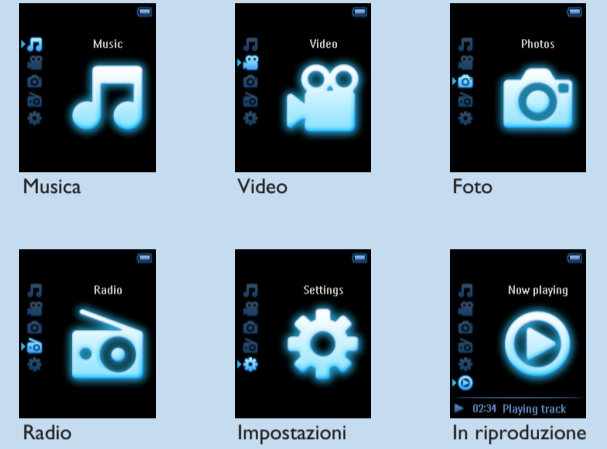 Music
Video
Photos
Musica
Video
Foto
Radio
Settings
Now playing
02:34 Playing track
Radio
Impostazioni
In riproduzione